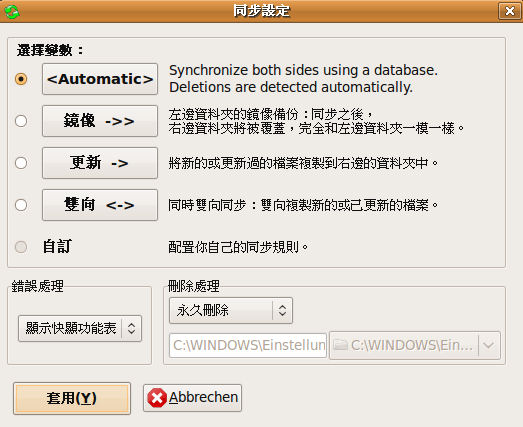 同步設定
選擇變數：
<Automatic>
Synchronize both sides using a database.
Deletions are detected automatically.
鏡像 ->>
左邊資料夾的鏡像備份：同步之後，
右邊資料夾將被覆蓋，完全和左邊資料夾一模一樣。
更新 ->
將新的或更新過的檔案複製到右邊的資料夾中。
雙向 <->
同時雙向同步：雙向複製新的或己更新的檔案。
自訂
配置你自己的同步規則。
錯誤處理
刪除處理
顯示快顯功能表
永久刪除
C:\WINDOWS\Einstellun
C:\WINDOWS\Ein...
套用(Y)
Abbrechen